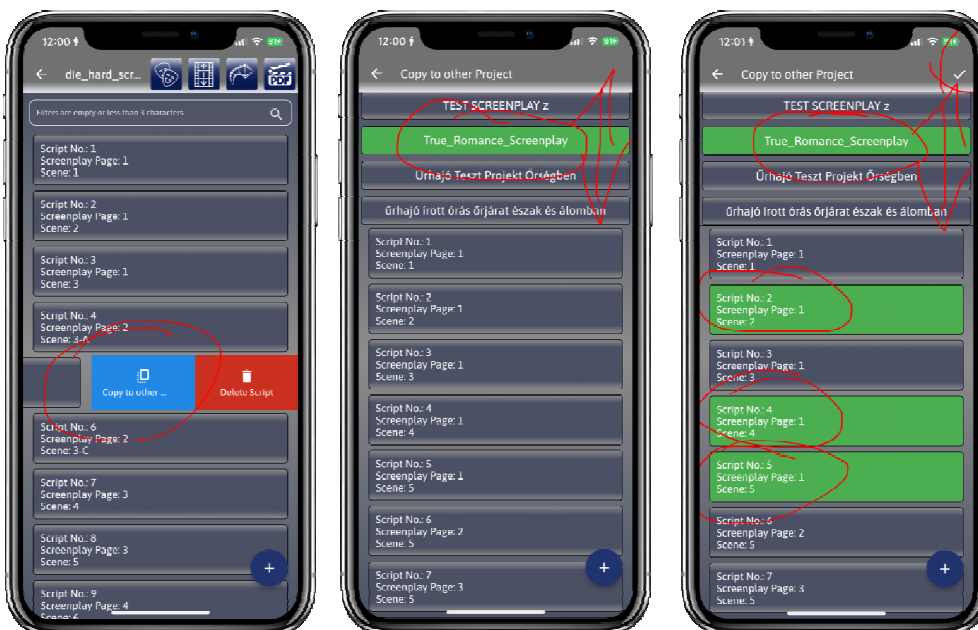 12:00
91+
die_hard_scr...
PDF
Filters are empty or less than 3 characters
Script No.: 1
Screenplay Page: 1
Scene: 1
Script No.: 2
Screenplay Page: 1
Scene: 2
Script No.: 3
Screenplay Page: 1
Scene: 3
Script No.: 4
Screenplay Page: 2
Scene: 3-A
Copy to other ...
Delete Script
Script No.: 6
Screenplay Page: 2
Scene: 3-C
Script No.: 7
Screenplay Page: 3
Scene: 4
Script No.: 8
Screenplay Page: 3
Scene: 5
Script No.: 9
Screenplay Page: 4
Scene: 6
12:00
91+
Copy to other Project
TEST SCREENPLAY z
True_Romance_Screenplay
Űrhajó Teszt Projekt Őrségben
űrhajó írott órás őrjárat észak és álomban
Script No.: 1
Screenplay Page: 1
Scene: 1
Script No.: 2
Screenplay Page: 1
Scene: 2
Script No.: 3
Screenplay Page: 1
Scene: 3
Script No.: 4
Screenplay Page: 1
Scene: 4
Script No.: 5
Screenplay Page: 1
Scene: 5
Script No.: 6
Screenplay Page: 2
Scene: 5
Script No.: 7
Screenplay Page: 3
Scene: 5
12:01
91+
Copy to other Project
TEST SCREENPLAY z
True_Romance_Screenplay
Űrhajó Teszt Projekt Őrségben
űrhajó írott órás őrjárat észak és álomban
Script No.: 1
Screenplay Page: 1
Scene: 1
Script No.: 2
Screenplay Page: 1
Scene: 2
Script No.: 3
Screenplay Page: 1
Scene: 3
Script No.: 4
Screenplay Page: 1
Scene: 4
Script No.: 5
Screenplay Page: 1
Scene: 5
Script No.: 6
Screenplay Page: 2
Scene: 5
Script No.: 7
Screenplay Page: 3
Scene: 5